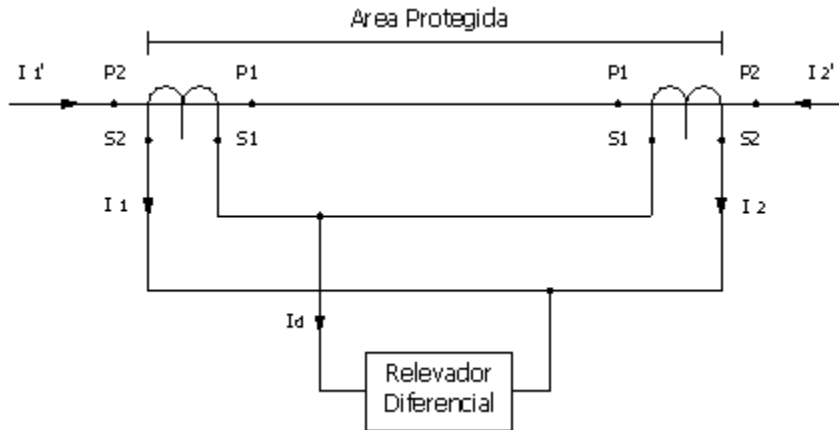 Area Protegida
I 1' P2 P1 P1 P2 I 2'
S2 S1 S1 S2
I 1 I 2
Id
Relevador
Diferencial